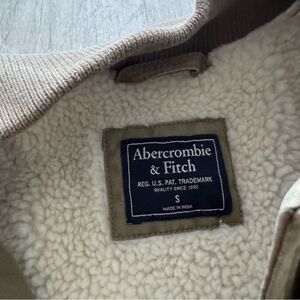 Abercrombie
& Fitch
REG. U.S. PAT. TRADEMARK
QUALITY SINCE 1892
S
MADE IN INDIA